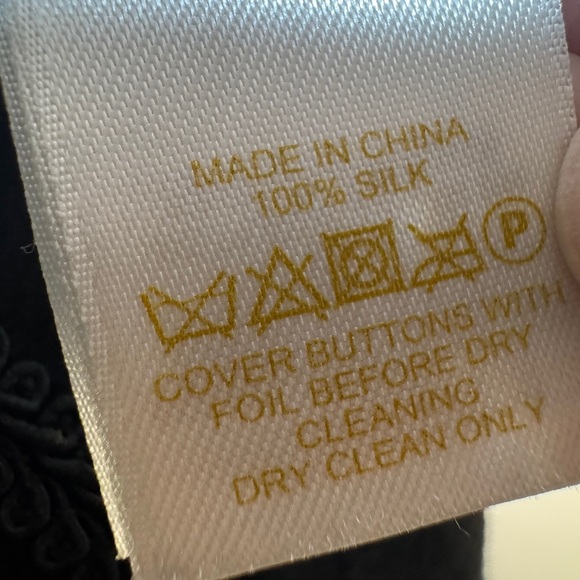 MADE IN CHINA
100% SILK
P
COVER BUTTONS WITH
FOIL BEFORE DRY
CLEANING
DRY CLEAN ONLY